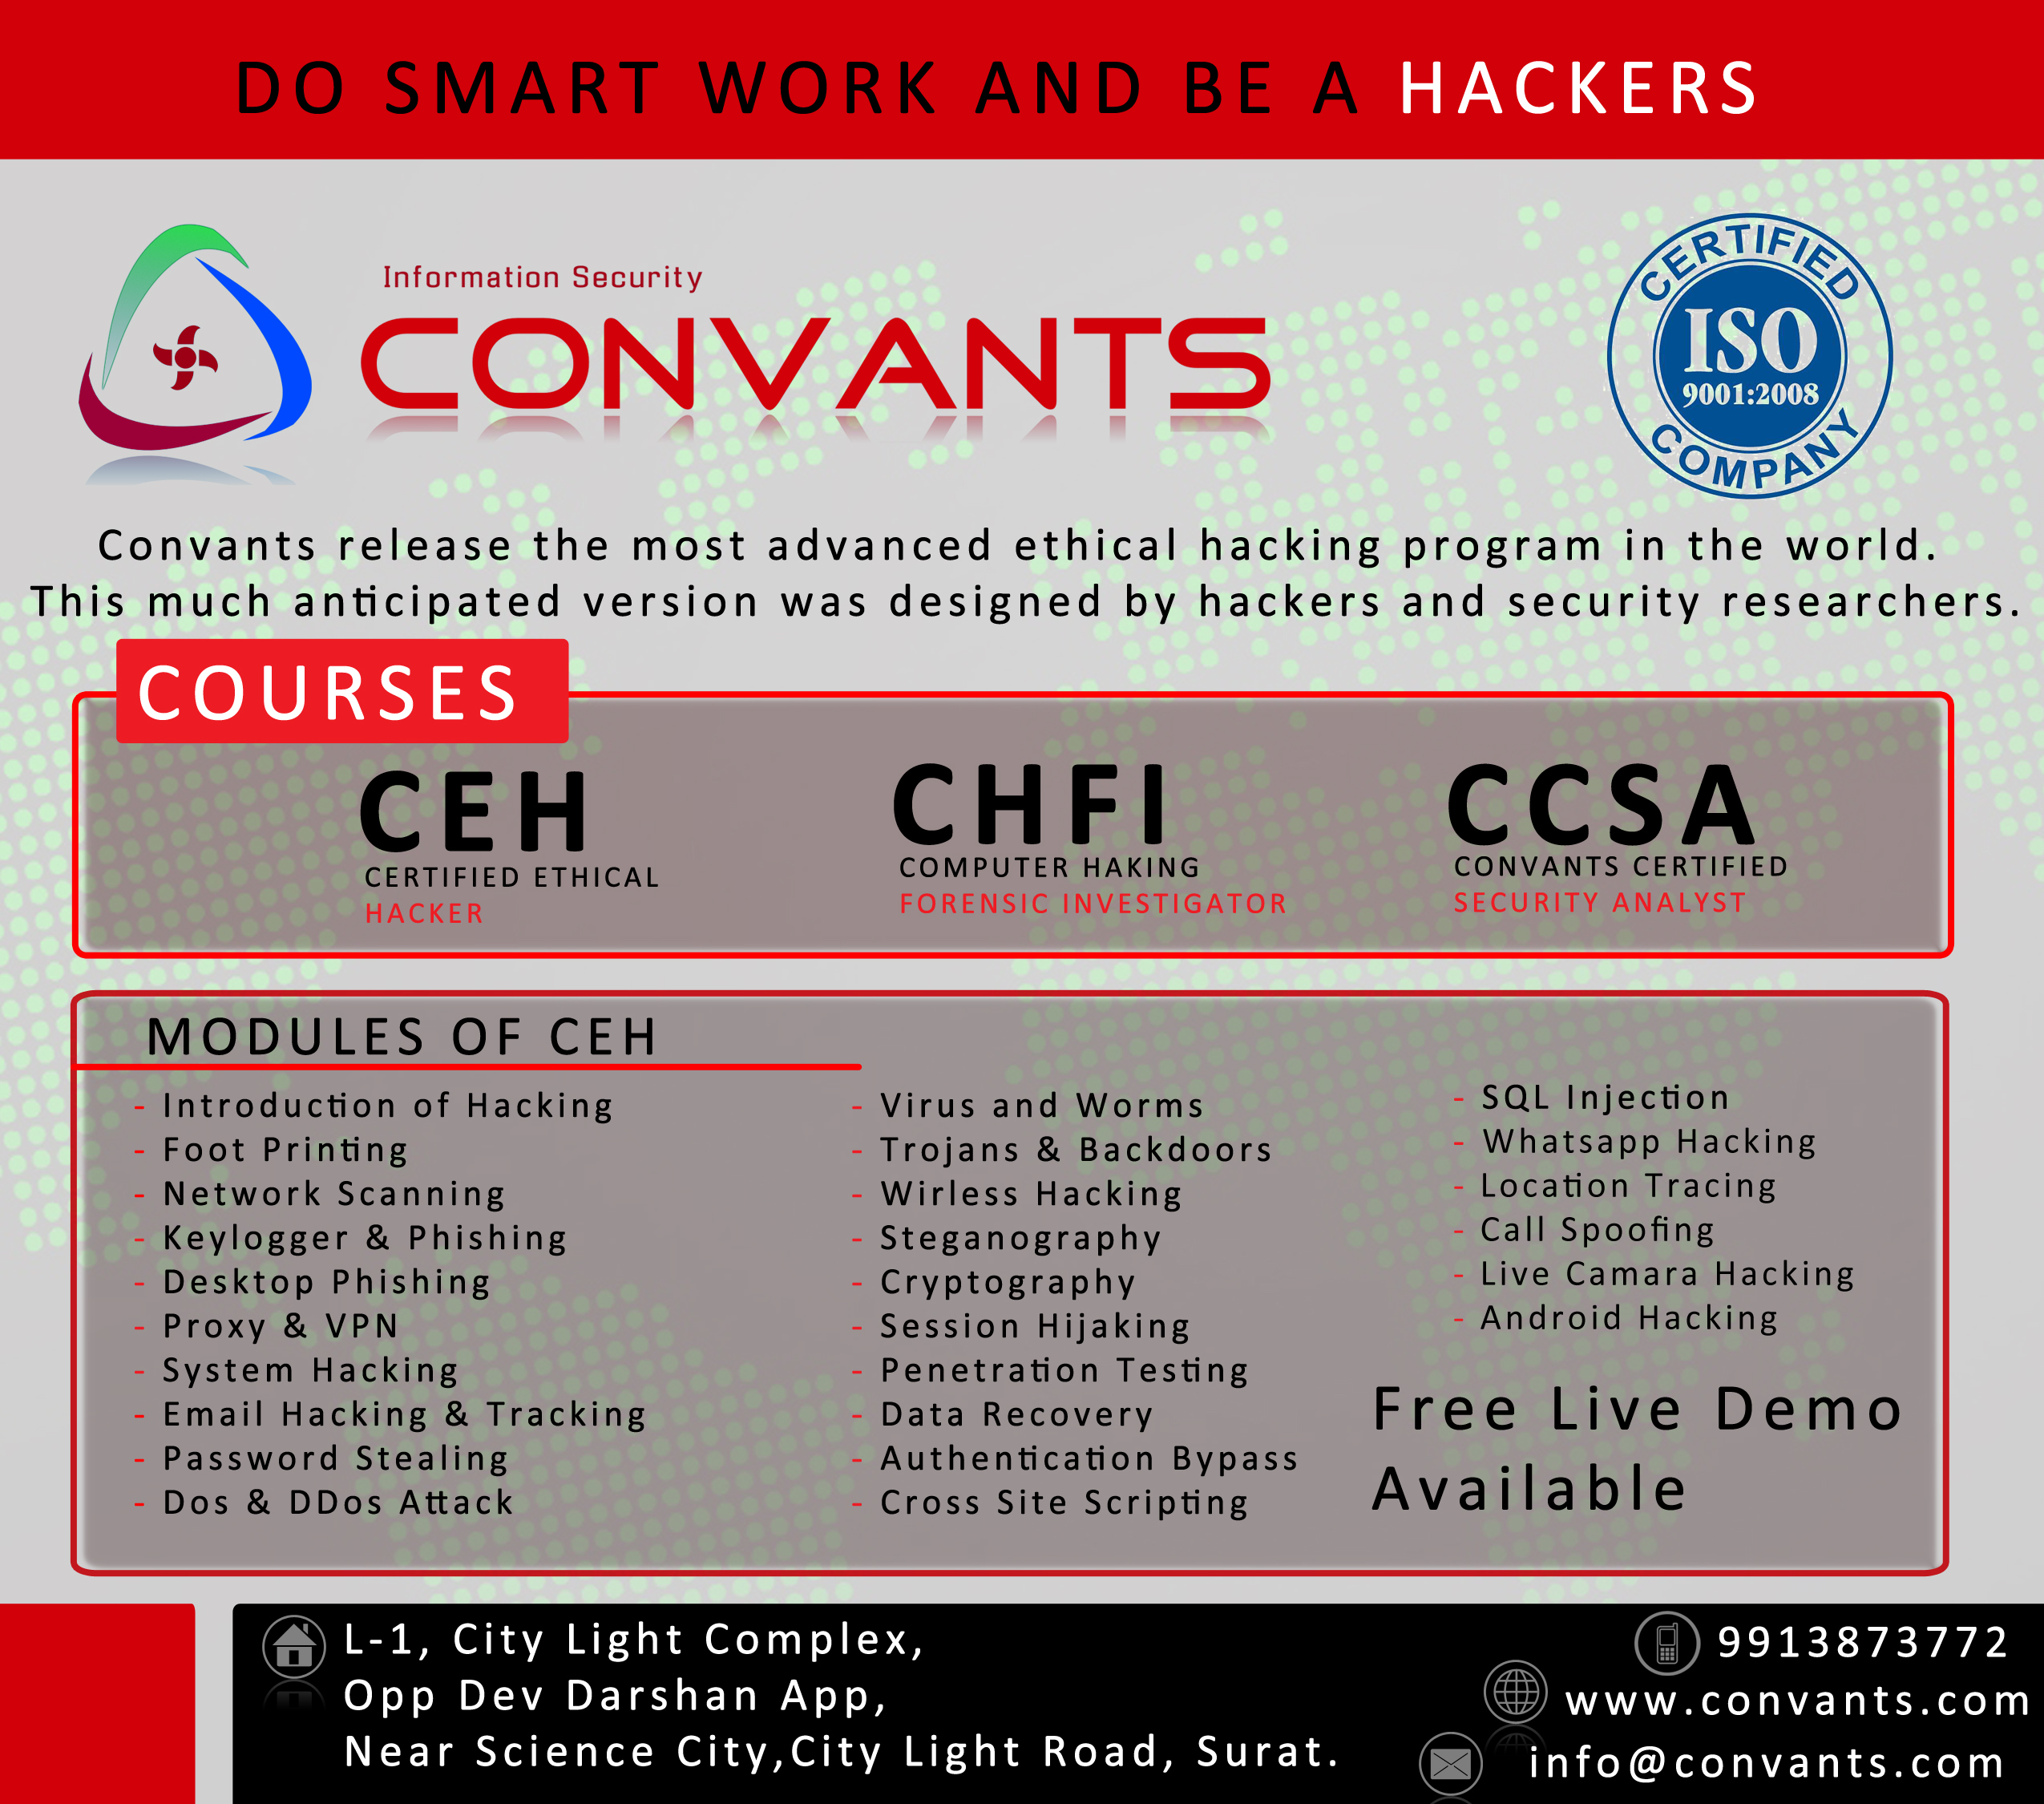 DO SMART WORK AND BE A HACKERS
Information Security
CONVANTS
CERTIFIED
ISO
9001:2008
COMPANY
Convants release the most advanced ethical hacking program in the world.
This much anticipated version was designed by hackers and security researchers.
COURSES
CEH
CERTIFIED ETHICAL
HACKER
CHFI
COMPUTER HAKING
FORENSIC INVESTIGATOR
CCSA
CONVANTS CERTIFIED
SECURITY ANALYST
MODULES OF CEH
- Introduction of Hacking
- Foot Printing
- Network Scanning
- Keylogger & Phishing
- Desktop Phishing
- Proxy & VPN
- System Hacking
- Email Hacking & Tracking
- Password Stealing
- Dos & DDos Attack
- Virus and Worms
- Trojans & Backdoors
- Wirless Hacking
- Steganography
- Cryptography
- Session Hijaking
- Penetration Testing
- Data Recovery
- Authentication Bypass
- Cross Site Scripting
- SQL Injection
- Whatsapp Hacking
- Location Tracing
- Call Spoofing
- Live Camara Hacking
- Android Hacking
Free Live Demo
Available
L-1, City Light Complex,
Opp Dev Darshan App,
Near Science City,City Light Road, Surat.
9913873772
www.convants.com
info@convants.com